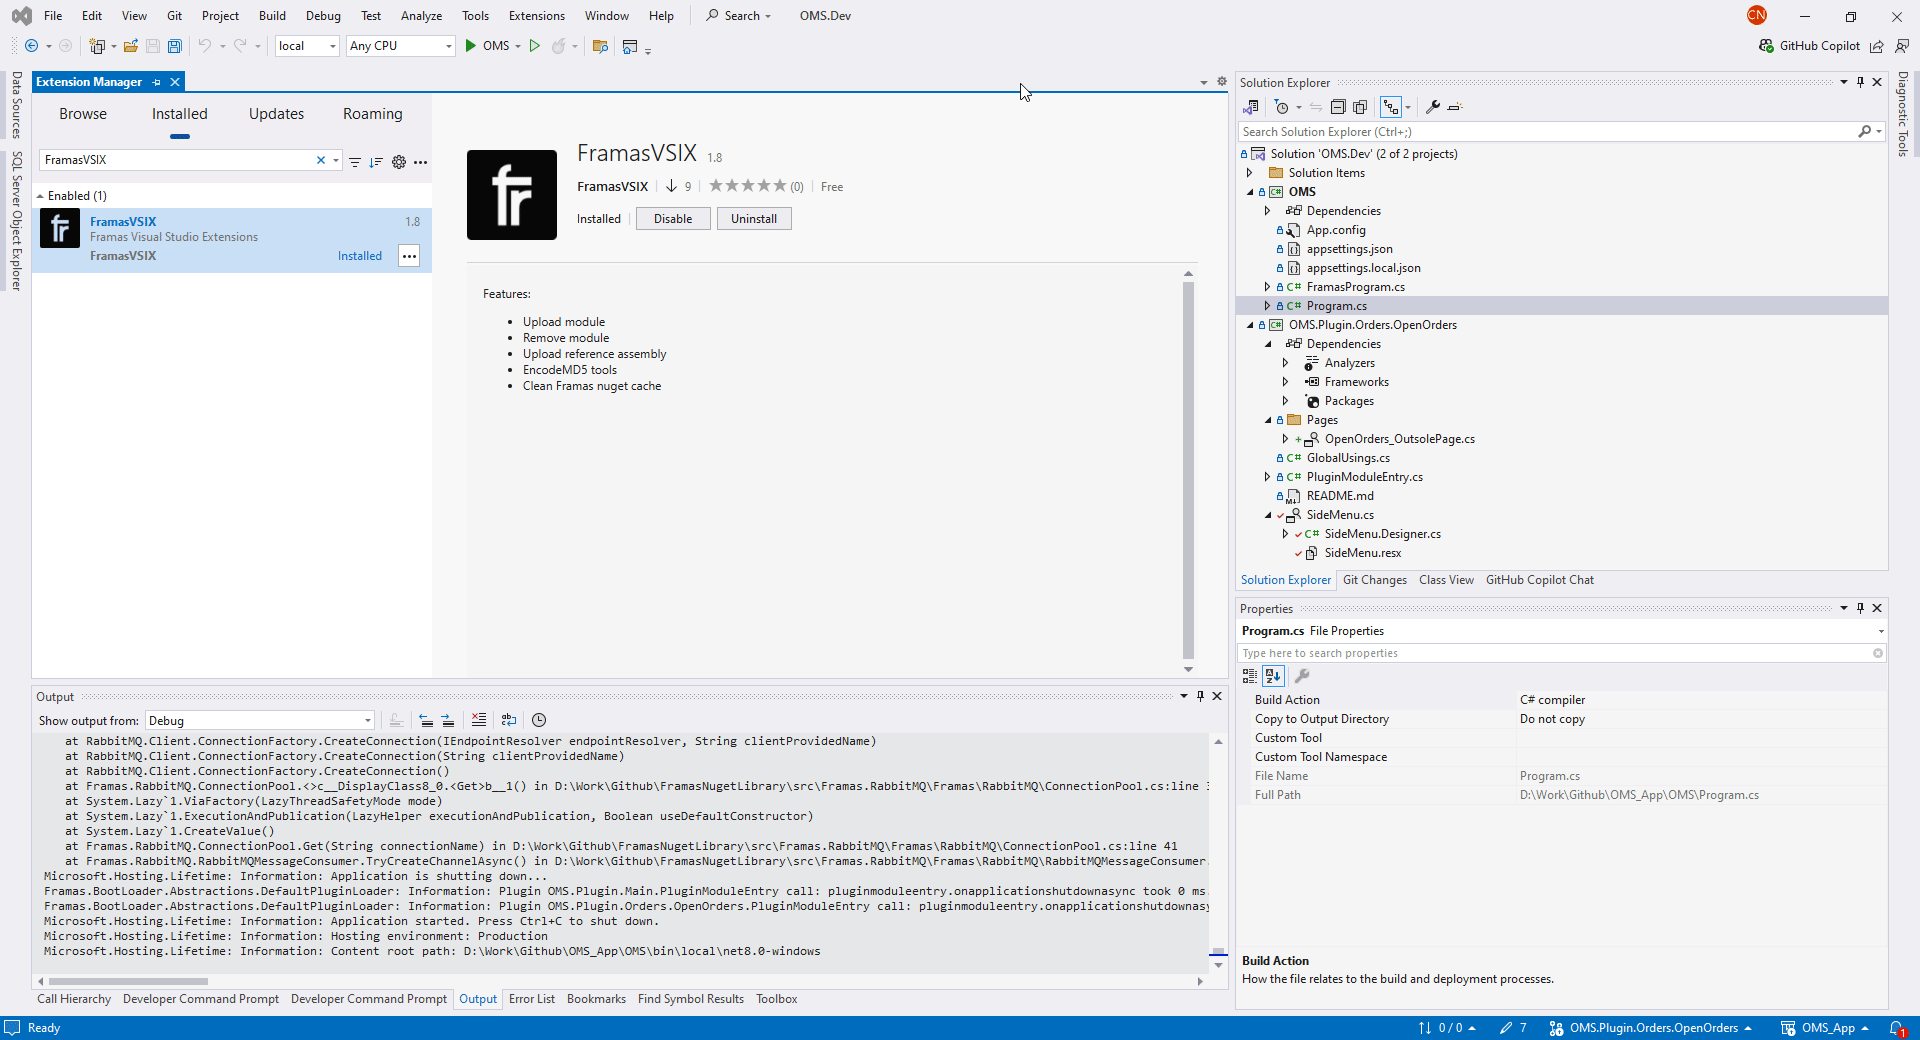 File Edit View Git Project Build Debug Test Analyze Tools Extensions Window Help Search OMS.Dev CN
local Any CPU OMS GitHub Copilot
Data Sources
SQL Server Object Explorer
Extension Manager
Browse Installed Updates Roaming
FramasVSIX
Enabled (1)
fr
FramasVSIX 1.8
Framas Visual Studio Extensions
FramasVSIX Installed
fr
FramasVSIX 1.8
FramasVSIX 9 (0) Free
Installed Disable Uninstall
Features:
• Upload module
• Remove module
• Upload reference assembly
• EncodeMD5 tools
• Clean Framas nuget cache
Output
Show output from: Debug
at RabbitMQ.Client.ConnectionFactory.CreateConnection(IEndpointResolver endpointResolver, String clientProvidedName)
at RabbitMQ.Client.ConnectionFactory.CreateConnection(String clientProvidedName)
at RabbitMQ.Client.ConnectionFactory.CreateConnection()
at Framas.RabbitMQ.ConnectionPool.<>c__DisplayClass8_0.<Get>b__1() in D:\Work\Github\FramasNugetLibrary\src\Framas.RabbitMQ\Framas\RabbitMQ\ConnectionPool.cs:line
at System.Lazy`1.ViaFactory(LazyThreadSafetyMode mode)
at System.Lazy`1.ExecutionAndPublication(LazyHelper executionAndPublication, Boolean useDefaultConstructor)
at System.Lazy`1.CreateValue()
at Framas.RabbitMQ.ConnectionPool.Get(String connectionName) in D:\Work\Github\FramasNugetLibrary\src\Framas.RabbitMQ\Framas\RabbitMQ\ConnectionPool.cs:line 41
at Framas.RabbitMQ.RabbitMQMessageConsumer.TryCreateChannelAsync() in D:\Work\Github\FramasNugetLibrary\src\Framas.RabbitMQ\Framas\RabbitMQ\RabbitMQMessageConsumer.
Microsoft.Hosting.Lifetime: Information: Application is shutting down...
Framas.BootLoader.Abstractions.DefaultPluginLoader: Information: Plugin OMS.Plugin.Main.PluginModuleEntry call: pluginmoduleentry.onapplicationshutdownasync took 0 ms.
Framas.BootLoader.Abstractions.DefaultPluginLoader: Information: Plugin OMS.Plugin.Orders.OpenOrders.PluginModuleEntry call: pluginmoduleentry.onapplicationshutdownasy
Microsoft.Hosting.Lifetime: Information: Application started. Press Ctrl+C to shut down.
Microsoft.Hosting.Lifetime: Information: Hosting environment: Production
Microsoft.Hosting.Lifetime: Information: Content root path: D:\Work\Github\OMS_App\OMS\bin\local\net8.0-windows
Call Hierarchy Developer Command Prompt Developer Command Prompt Output Error List Bookmarks Find Symbol Results Toolbox
Solution Explorer
Search Solution Explorer (Ctrl+;)
Solution 'OMS.Dev' (2 of 2 projects)
Solution Items
C# OMS
Dependencies
App.config
appsettings.json
appsettings.local.json
C# FramasProgram.cs
C# Program.cs
C# OMS.Plugin.Orders.OpenOrders
Dependencies
Analyzers
Frameworks
Packages
Pages
OpenOrders_OutsolePage.cs
C# GlobalUsings.cs
C# PluginModuleEntry.cs
README.md
SideMenu.cs
C# SideMenu.Designer.cs
SideMenu.resx
Solution Explorer Git Changes Class View GitHub Copilot Chat
Properties
Program.cs File Properties
Type here to search properties
Build Action C# compiler
Copy to Output Directory Do not copy
Custom Tool
Custom Tool Namespace
File Name Program.cs
Full Path D:\Work\Github\OMS_App\OMS\Program.cs
Build Action
How the file relates to the build and deployment processes.
Diagnostic Tools
Ready 0 / 0 7 OMS.Plugin.Orders.OpenOrders OMS_App 1